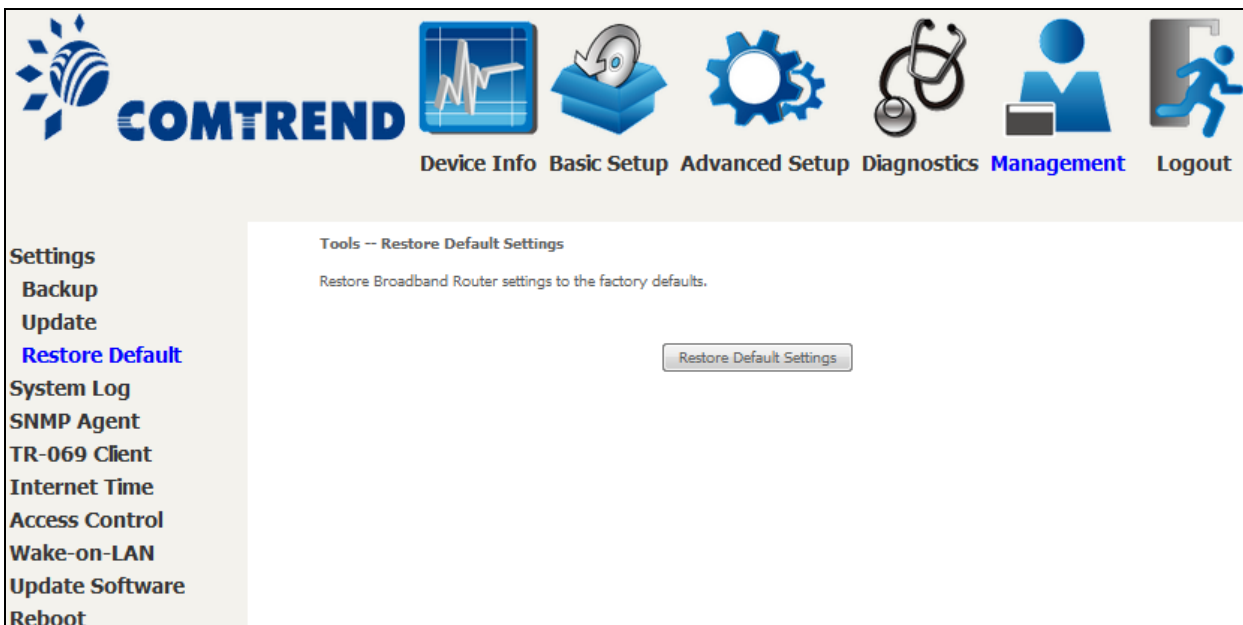 COMTREND
Device Info Basic Setup Advanced Setup Diagnostics Management Logout
Settings
Backup
Update
Restore Default
System Log
SNMP Agent
TR-069 Client
Internet Time
Access Control
Wake-on-LAN
Update Software
Reboot
Tools -- Restore Default Settings
Restore Broadband Router settings to the factory defaults.
Restore Default Settings